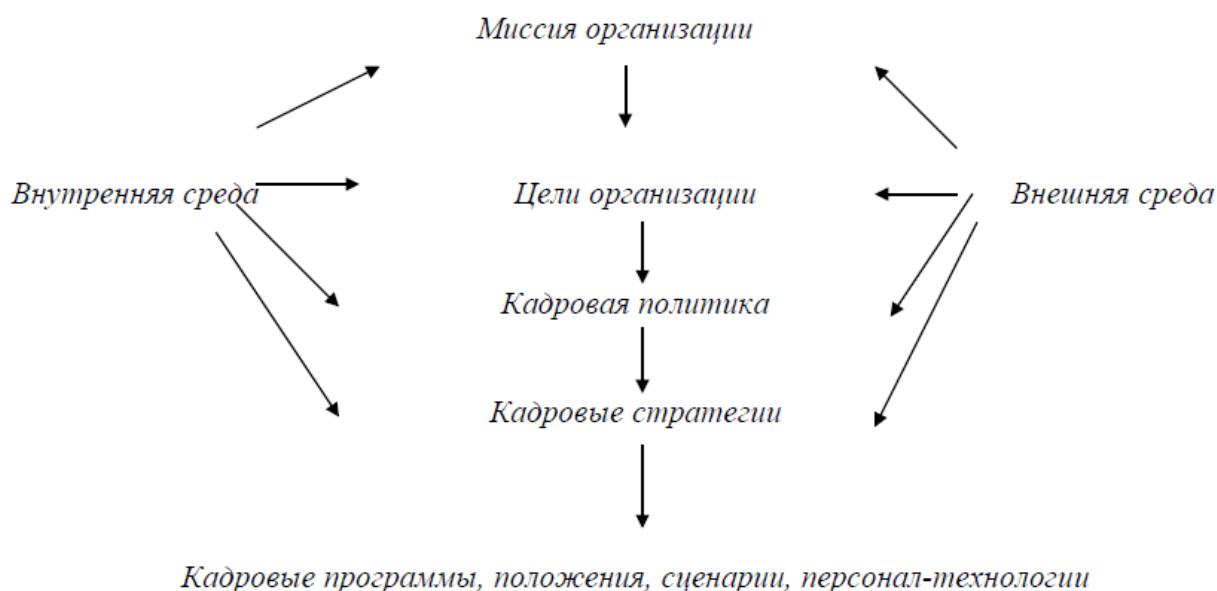 Миссия организации
Внутренняя среда Цели организации Внешняя среда
Кадровая политика
Кадровые стратегии
Кадровые программы, положения, сценарии, персонал-технологии